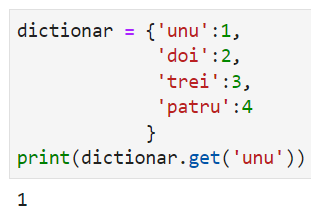 dictionar = {'unu':1,
'doi':2,
'trei':3,
'patru':4
}
print(dictionar.get('unu'))
1